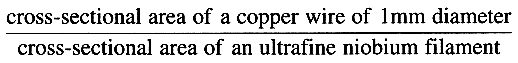 cross-sectional area of a copper wire of 1mm diameter
cross-sectional area of an ultrafine niobium filament